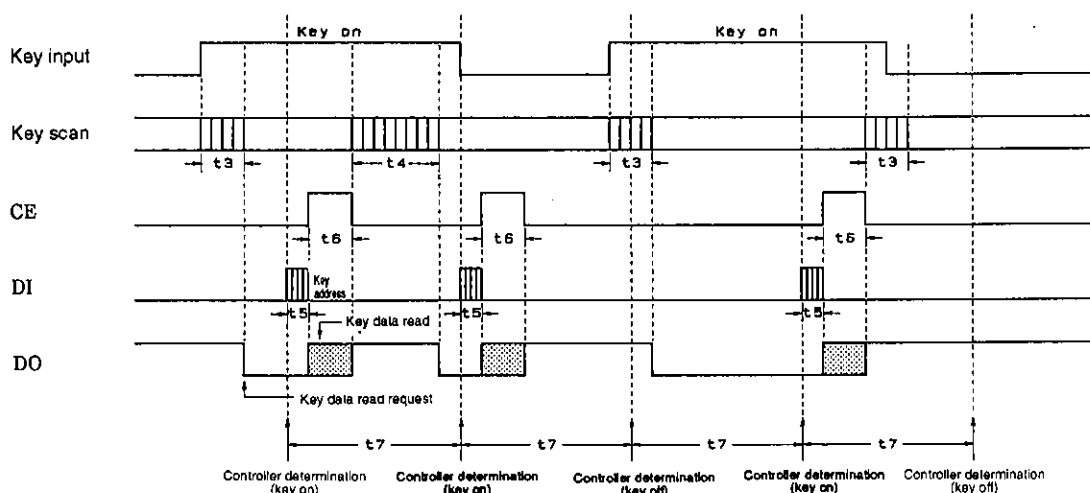 Key on
Key on
Key input
Key scan
t3
t4
t3
t3
CE
t6
t6
t6
DI
Key
address
t5
t5
t5
Key data read
DO
Key data read request
t7
t7
t7
t7
Controller determination
(key on)
Controller determination
(key on)
Controller determination
(key off)
Controller determination
(key on)
Controller determination
(key off)